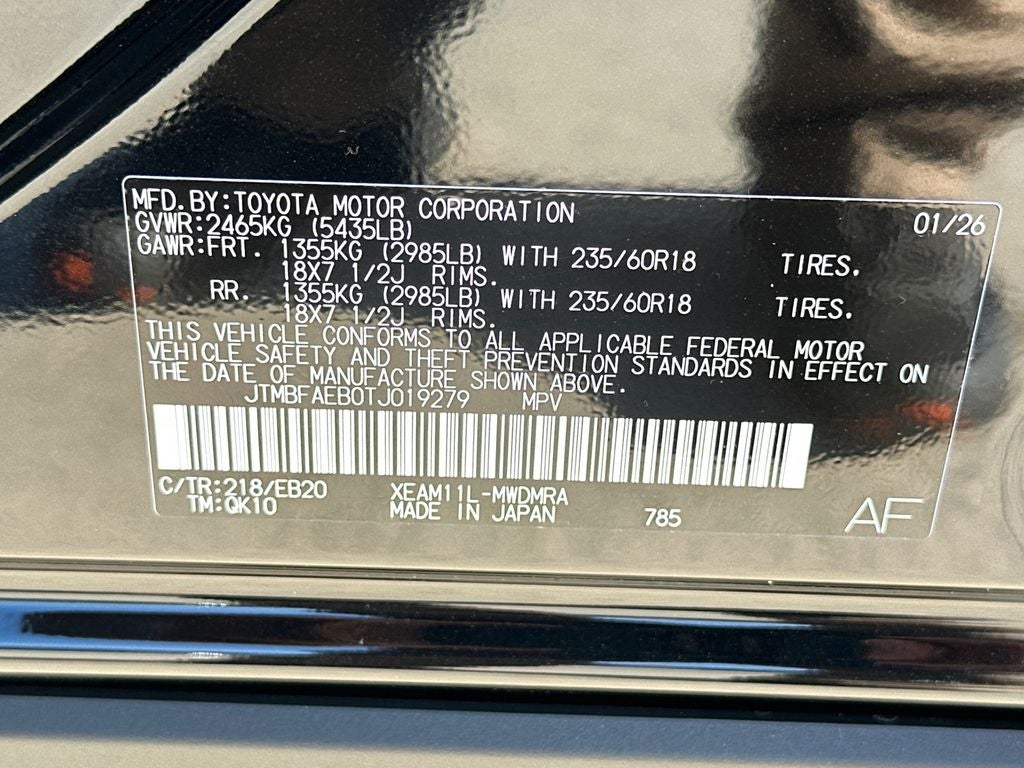 MFD.BY:TOYOTA MOTOR CORPORATION 01/26
GVWR:2465KG (5435LB)
GAWR:FRT. 1355KG (2985LB) WITH 235/60R18 TIRES.
18X7 1/2J RIMS.
RR. 1355KG (2985LB) WITH 235/60R18 TIRES.
18X7 1/2J RIMS.
THIS VEHICLE CONFORMS TO ALL APPLICABLE FEDERAL MOTOR
VEHICLE SAFETY AND THEFT PREVENTION STANDARDS IN EFFECT ON
THE DATE OF MANUFACTURE SHOWN ABOVE.
JTMBFAEB0TJ019279 MPV
C/TR:218/EB20 XEAM11L-MWDMRA
TM:QK10 MADE IN JAPAN 785 AF